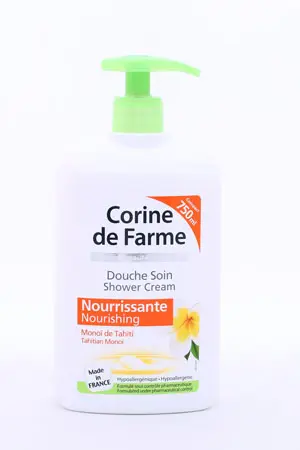 Contenance
750ml
Corine
de Farme
Douche Soin
Shower Cream
Nourrissante
Nourishing
Monoï de Tahiti
Tahitian Monoi
Made in
FRANCE
Hypoallergénique • Hypoallergenic
Formulé sous contrôle pharmaceutique
Formulated under pharmaceutical control